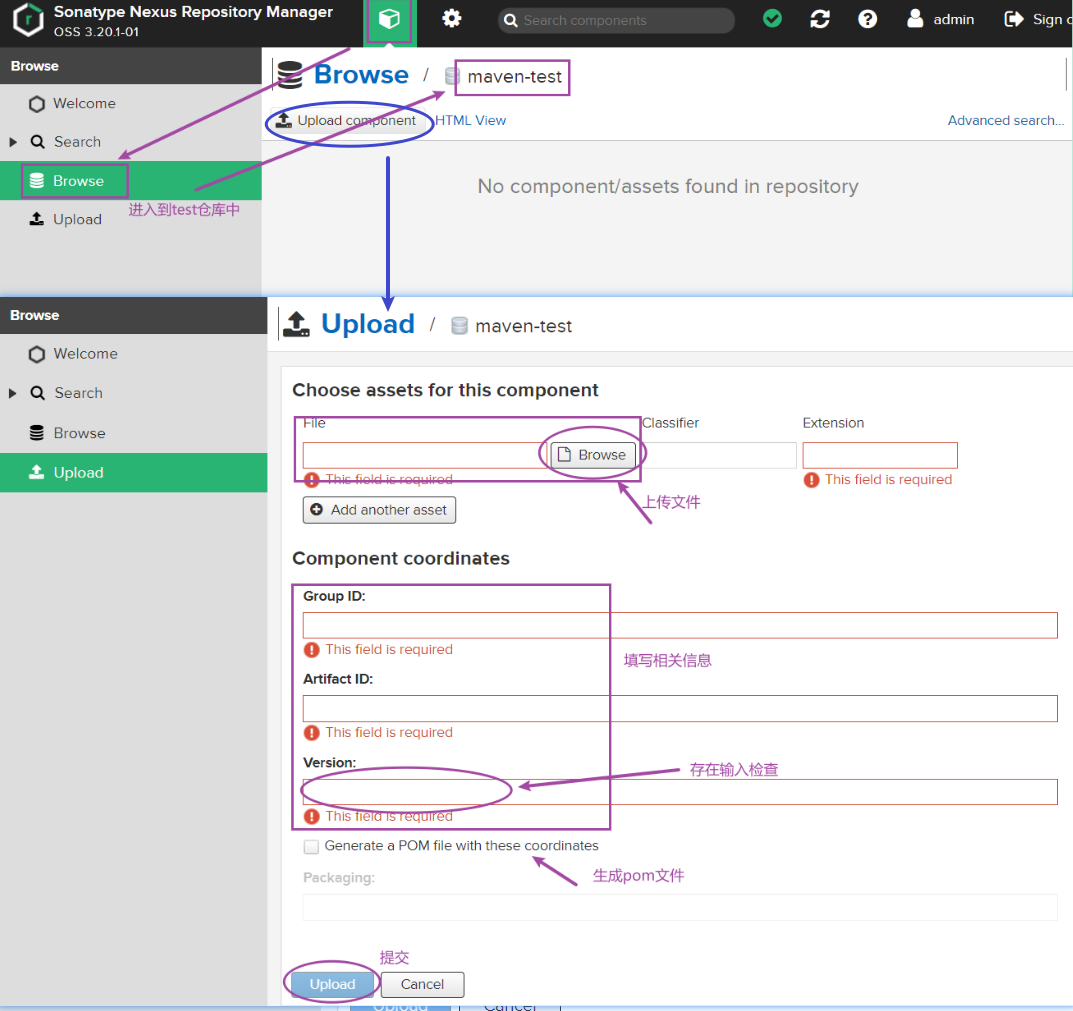 Sonatype Nexus Repository Manager
OSS 3.20.1-01
Search components
admin
Sign o
Browse
Browse / maven-test
Welcome
Upload component
HTML View
Advanced search...
Search
Browse
No component/assets found in repository
进入到test仓库中
Upload
Browse
Upload / maven-test
Welcome
Search
Browse
Upload
Choose assets for this component
File
Classifier
Extension
Browse
This field is required
This field is required
上传文件
Add another asset
Component coordinates
Group ID:
This field is required
填写相关信息
Artifact ID:
This field is required
Version:
存在输入检查
This field is required
Generate a POM file with these coordinates
生成pom文件
Packaging:
提交
Upload
Cancel
Upload
Cancel